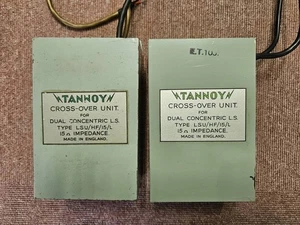 TANNOY
CROSS-OVER UNIT
FOR
DUAL CONCENTRIC L.S.
TYPE LSU/HF/15/L
15Ω IMPEDANCE.
MADE IN ENGLAND.
TANNOY
CROSS-OVER UNIT.
FOR
DUAL CONCENTRIC L.S.
TYPE LSU/HF/15/L
15Ω IMPEDANCE.
MADE IN ENGLAND.